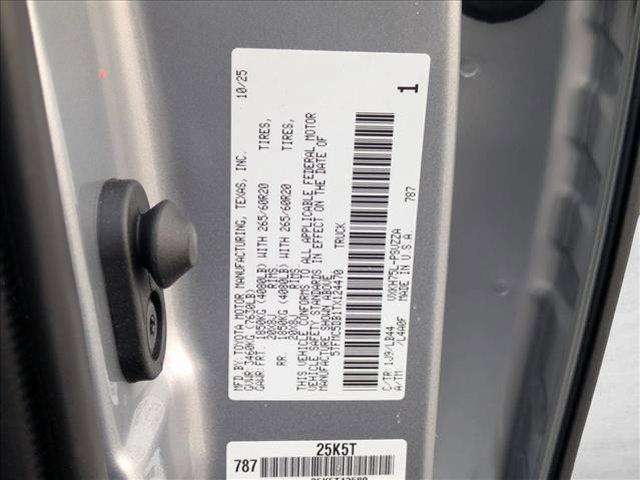 MFD.BY:TOYOTA MOTOR MANUFACTURING, TEXAS, INC. 10/25
GVWR 3460KG (7630LB)
GAWR FRT. 1850KG (4080LB) WITH 265/60R20 TIRES,
20X8J RIMS
RR. 1850KG (4080LB) WITH 265/60R20 TIRES,
20X8J RIMS
THIS VEHICLE CONFORMS TO ALL APPLICABLE FEDERAL MOTOR
VEHICLE SAFETY STANDARDS IN EFFECT ON THE DATE OF
MANUFACTURE SHOWN ABOVE.
TRUCK
C/TR 1J9/LB44 VXKH75L-PSUZZA
A/TM /L4A0F MADE IN U.S.A. 787
1
787 25K5T